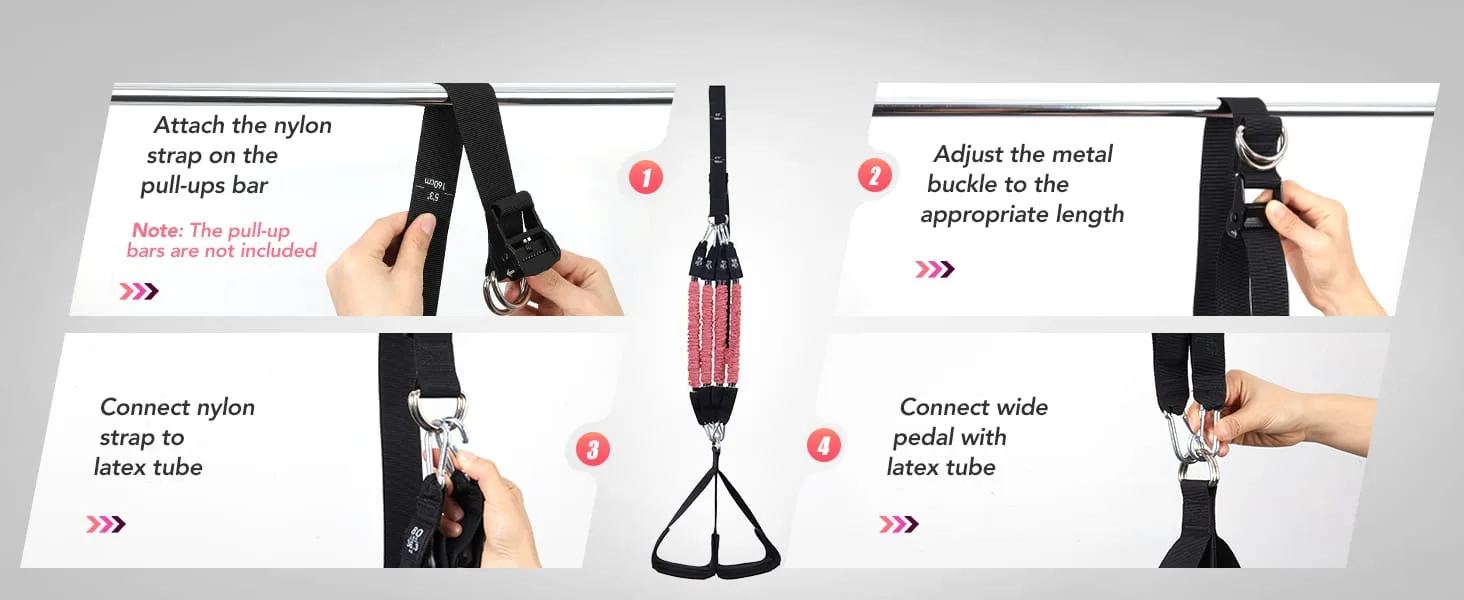 Attach the nylon
strap on the
pull-ups bar
Note: The pull-up
bars are not included
160cm
5'3"
1
2
Adjust the metal
buckle to the
appropriate length
Connect nylon
strap to
latex tube
3
4
Connect wide
pedal with
latex tube